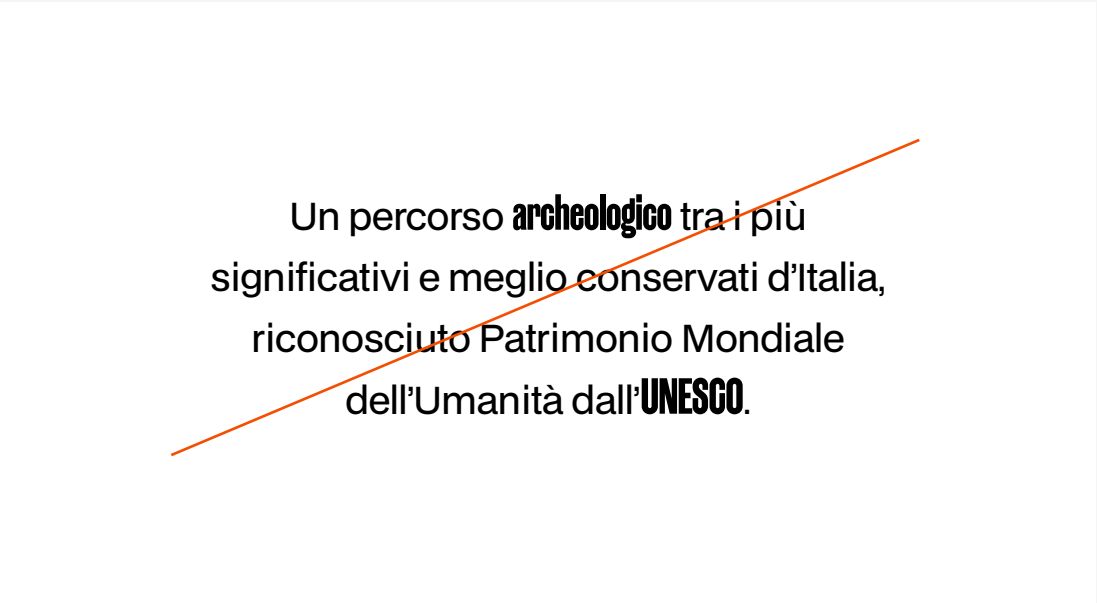 Un percorso archeologico tra i più
significativi e meglio conservati d’Italia,
riconosciuto Patrimonio Mondiale
dell’Umanità dall’UNESCO.